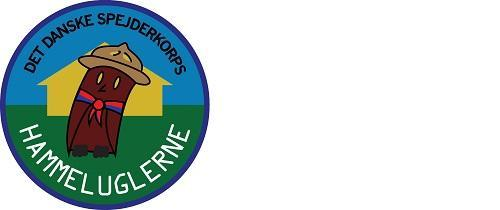 DET DANSKE SPEJDERKORPS
HAMMELUGLERNE